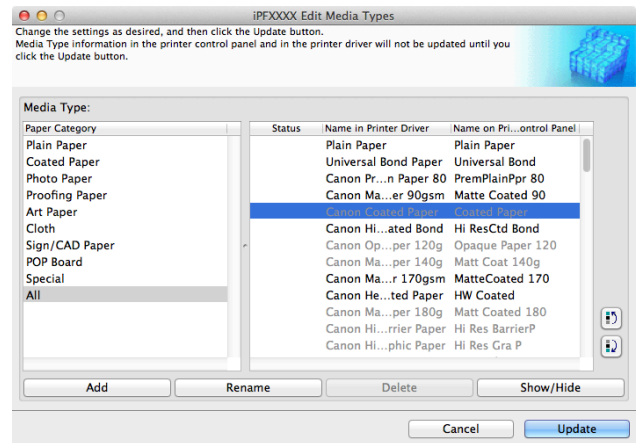 iPFXXXX Edit Media Types
Change the settings as desired, and then click the Update button.
Media Type information in the printer control panel and in the printer driver will not be updated until you
click the Update button.
Media Type:
Paper Category
Plain Paper
Coated Paper
Photo Paper
Proofing Paper
Art Paper
Cloth
Sign/CAD Paper
POP Board
Special
All
Status Name in Printer Driver Name on Pri...ontrol Panel
Plain Paper Plain Paper
Universal Bond Paper Universal Bond
Canon Pr...n Paper 80 PremPlainPpr 80
Canon Ma...er 90gsm Matte Coated 90
Canon Coated Paper Coated Paper
Canon Hi...ated Bond Hi ResCtd Bond
Canon Op...per 120g Opaque Paper 120
Canon Ma...per 140g Matt Coat 140g
Canon Ma...r 170gsm MatteCoated 170
Canon He...ted Paper HW Coated
Canon Ma...per 180g Matt Coated 180
Canon Hi...rrier Paper Hi Res BarrierP
Canon Hi...phic Paper Hi Res Gra P
Add Rename Delete Show/Hide
Cancel Update